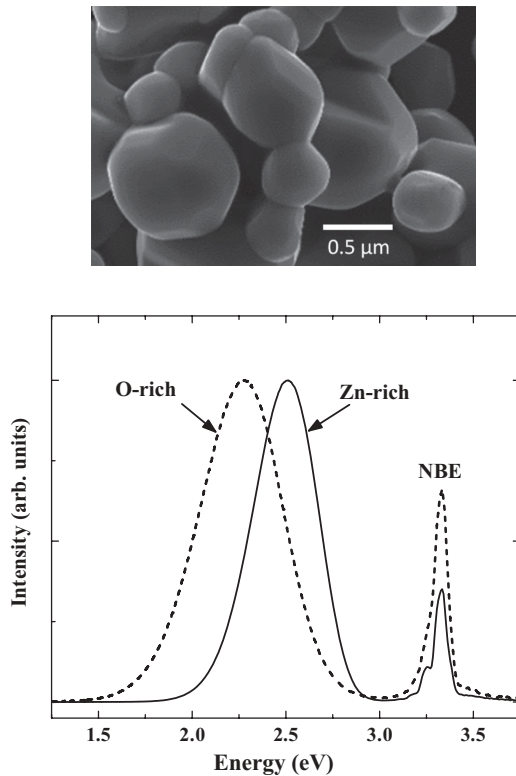 0.5 μm
O-rich
Zn-rich
NBE
Intensity (arb. units)
1.5 2.0 2.5 3.0 3.5
Energy (eV)